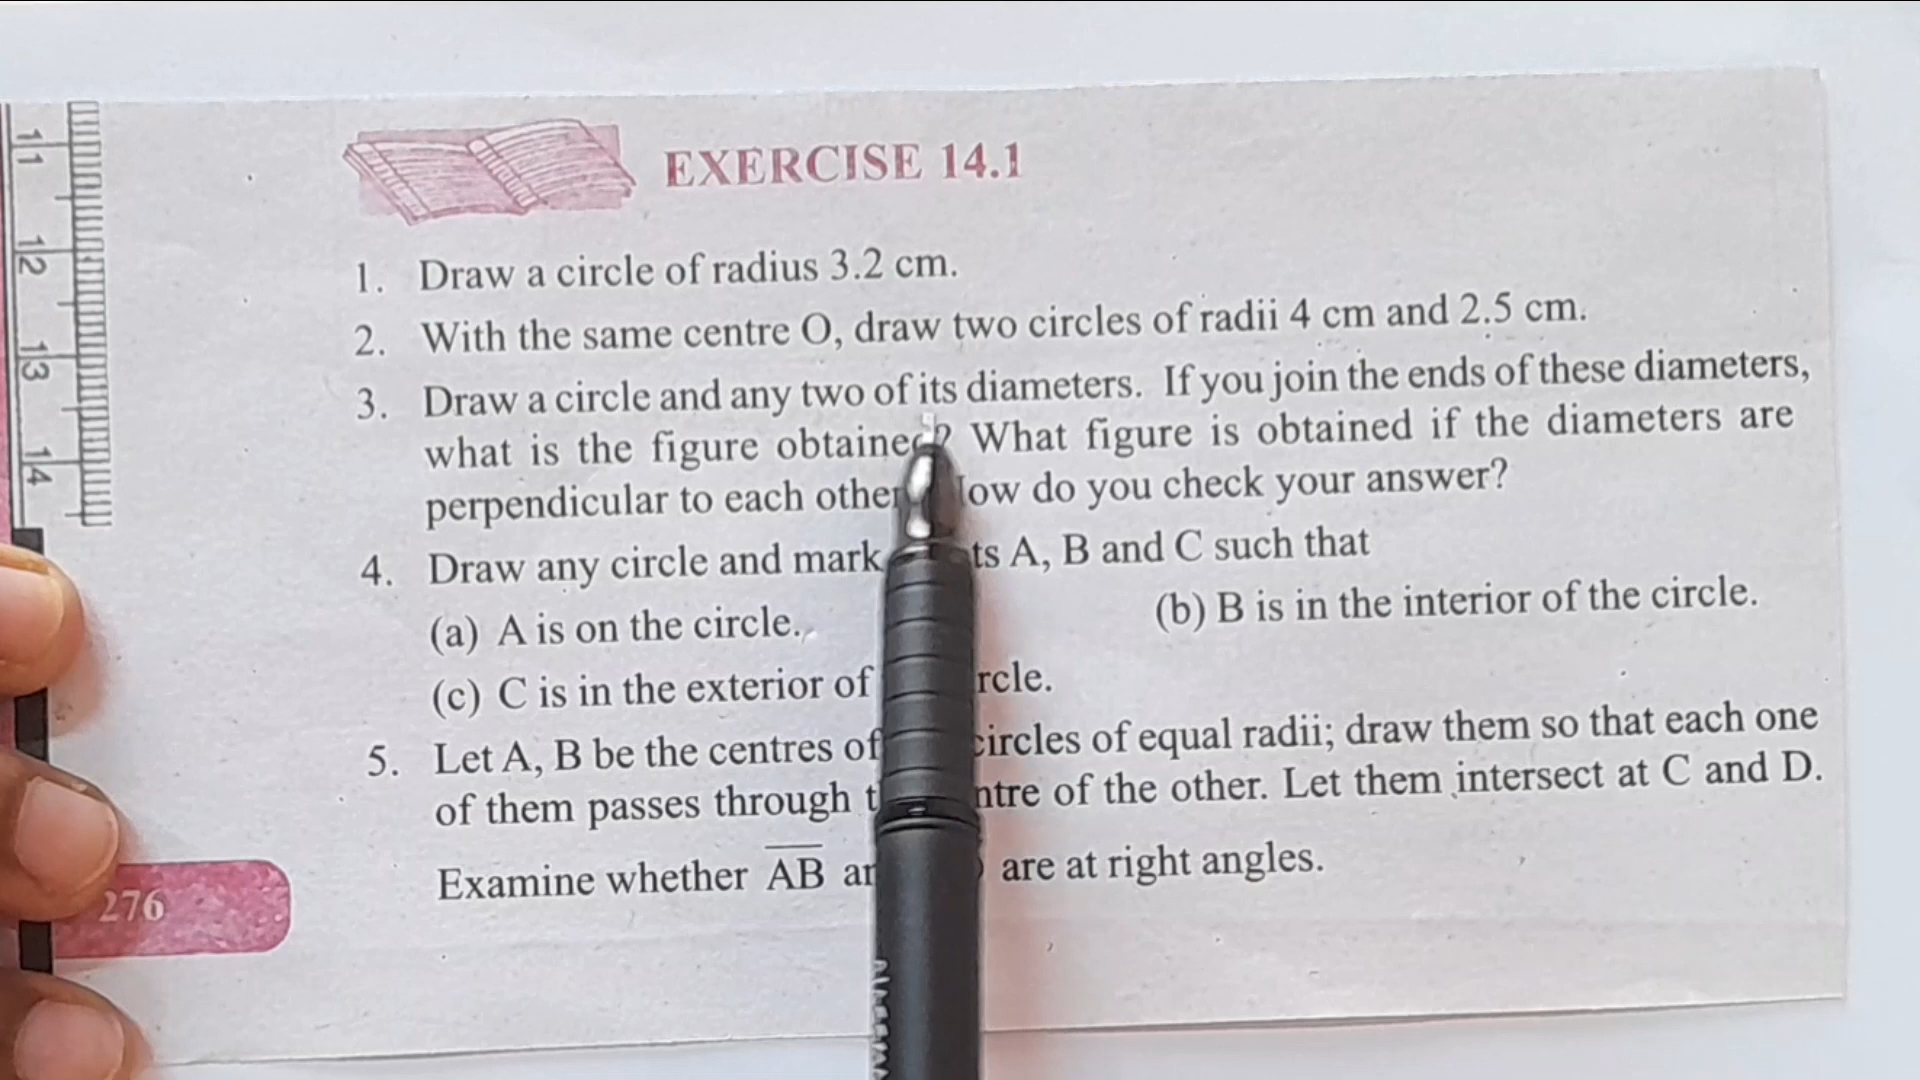 11
12
13
14
EXERCISE 14.1
1. Draw a circle of radius 3.2 cm.
2. With the same centre O, draw two circles of radii 4 cm and 2.5 cm.
3. Draw a circle and any two of its diameters. If you join the ends of these diameters,
what is the figure obtained? What figure is obtained if the diameters are
perpendicular to each other do you check your answer?
4. Draw any circle and mark A, B and C such that
(a) A is on the circle. (b) B is in the interior of the circle.
(c) C is in the exterior of
5. Let A, B be the centres of circles of equal radii; draw them so that each one
of them passes through of the other. Let them intersect at C and D.
Examine whether AB are at right angles.
276